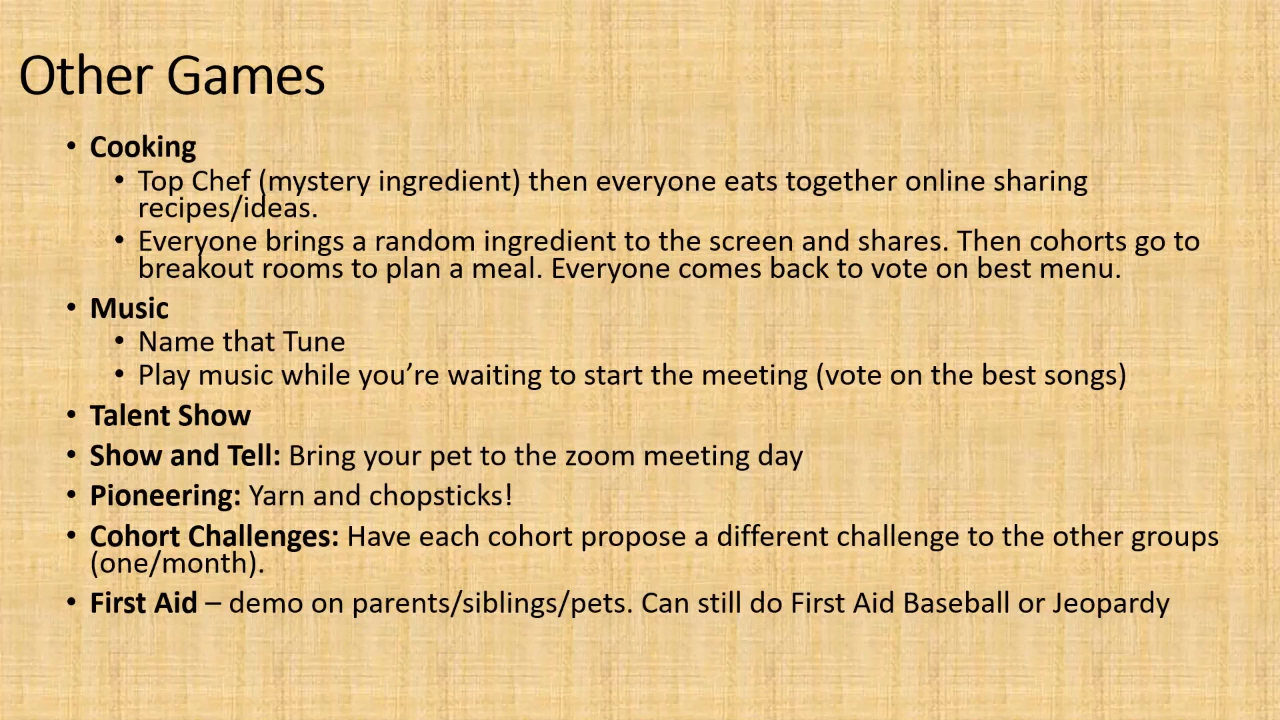 Other Games
• Cooking
• Top Chef (mystery ingredient) then everyone eats together online sharing
recipes/ideas.
• Everyone brings a random ingredient to the screen and shares. Then cohorts go to
breakout rooms to plan a meal. Everyone comes back to vote on best menu.
• Music
• Name that Tune
• Play music while you’re waiting to start the meeting (vote on the best songs)
• Talent Show
• Show and Tell: Bring your pet to the zoom meeting day
• Pioneering: Yarn and chopsticks!
• Cohort Challenges: Have each cohort propose a different challenge to the other groups
(one/month).
• First Aid – demo on parents/siblings/pets. Can still do First Aid Baseball or Jeopardy